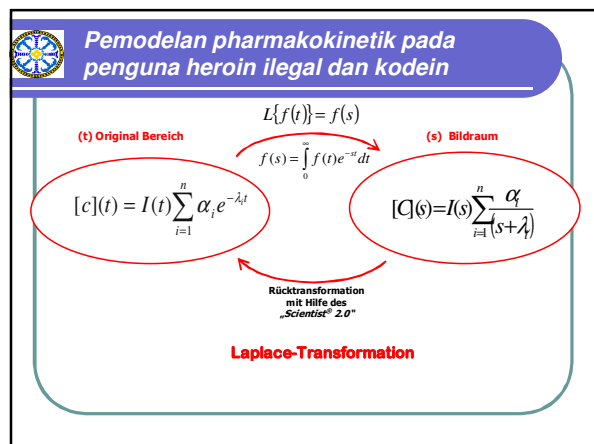 Pemodelan pharmakokinetik pada
penguna heroin ilegal dan kodein
L{f(t)} = f(s)
(t) Original Bereich
(s) Bildraum
f(s) = ∫₀^∞ f(t)e^{-st}dt
[c](t) = I(t)∑_{i=1}^{n} α_i e^{-λ_i t}
[C](s)=I(s)∑_{i=1}^{n} α_i/(s+λ_i)
Rücktransformation
mit Hilfe des
„Scientist® 2.0“
Laplace-Transformation